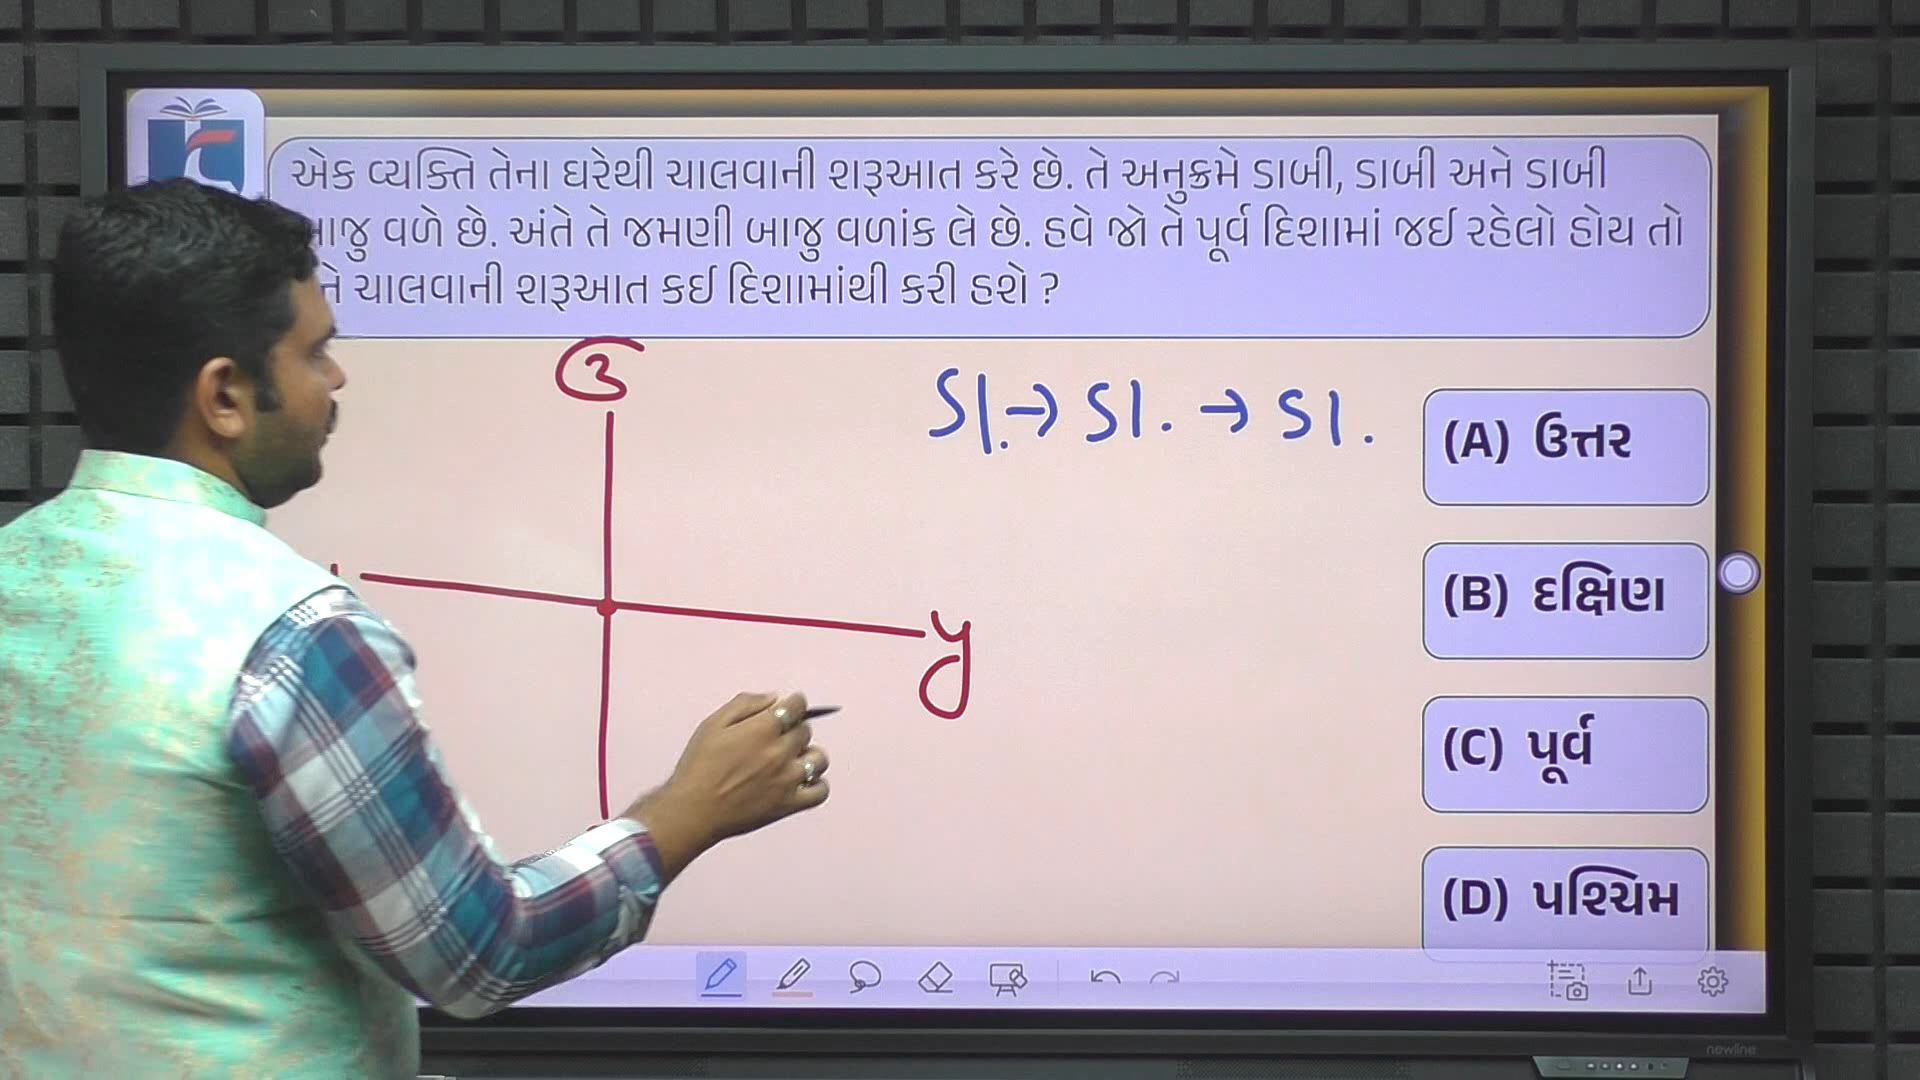 એક વ્યક્તિ તેના ઘરેથી ચાલવાની શરૂઆત કરે છે. તે અનુક્રમે ડાબી, ડાબી અને ડાબી
વળે છે. અંતે તે જમણી બાજુ વળાંક લે છે. હવે જો તે પૂર્વ દિશામાં જઈ રહેલો હોય તો
ચાલવાની શરૂઆત કઈ દિશામાંથી કરી હશે ?
ઉ
ડા. → ડા. → ડા.
પૂ
(A) ઉત્તર
(B) દક્ષિણ
(C) પૂર્વ
(D) પશ્ચિમ
newline